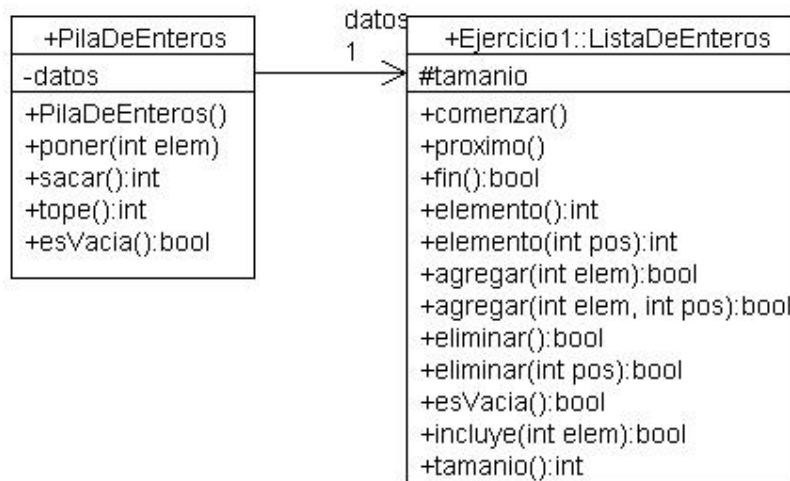 +PilaDeEnteros
-datos
+PilaDeEnteros()
+poner(int elem)
+sacar():int
+tope():int
+esVacia():bool
datos
1
+Ejercicio1::ListaDeEnteros
#tamanio
+comenzar()
+proximo()
+fin():bool
+elemento():int
+elemento(int pos):int
+agregar(int elem):bool
+agregar(int elem, int pos):bool
+eliminar():bool
+eliminar(int pos):bool
+esVacia():bool
+incluye(int elem):bool
+tamanio():int